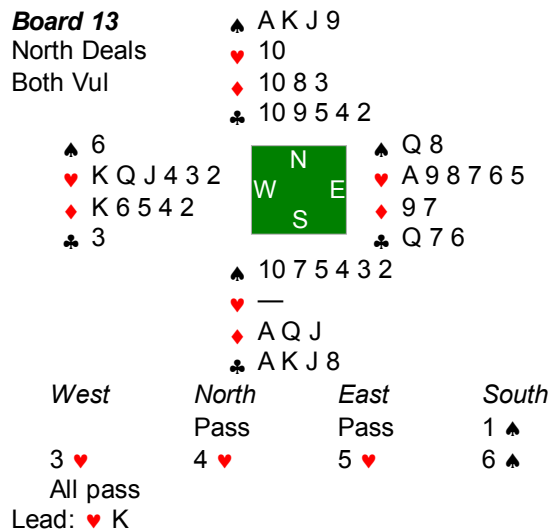 Board 13
North Deals
Both Vul
♠ A K J 9
♥ 10
♦ 10 8 3
♣ 10 9 5 4 2
♠ 6
♥ K Q J 4 3 2
♦ K 6 5 4 2
♣ 3
N
W E
S
♠ Q 8
♥ A 9 8 7 6 5
♦ 9 7
♣ Q 7 6
♠ 10 7 5 4 3 2
♥ —
♦ A Q J
♣ A K J 8
West North East South
Pass Pass 1 ♠
3 ♥ 4 ♥ 5 ♥ 6 ♠
All pass
Lead: ♥ K